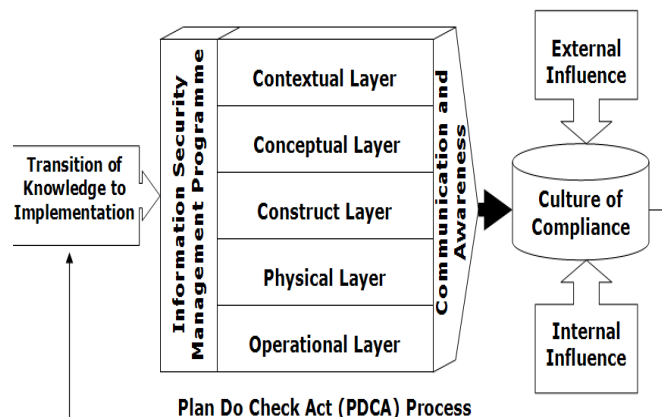 Transition of
Knowledge to
Implementation
Information Security
Management Programme
Contextual Layer
Conceptual Layer
Construct Layer
Physical Layer
Operational Layer
Communication and
Awareness
External
Influence
Culture of
Compliance
Internal
Influence
Plan Do Check Act (PDCA) Process